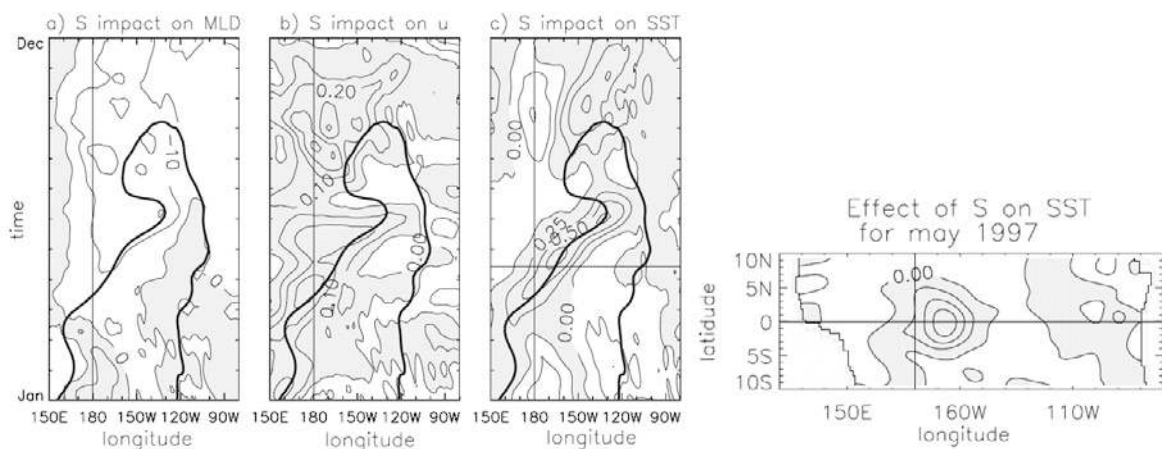 a) S impact on MLD
b) S impact on u
c) S impact on SST
Dec
time
Jan
-10
0.20
0.10
0.00
0.10
0.00
0.25
0.50
0.00
150E 180 150W 120W 90W
150E 180 150W 120W 90W
150E 180 150W 120W 90W
longitude
longitude
longitude
Effect of S on SST
for may 1997
10N
5N
0
5S
10S
latidude
0.00
150E 160W 110W
longitude